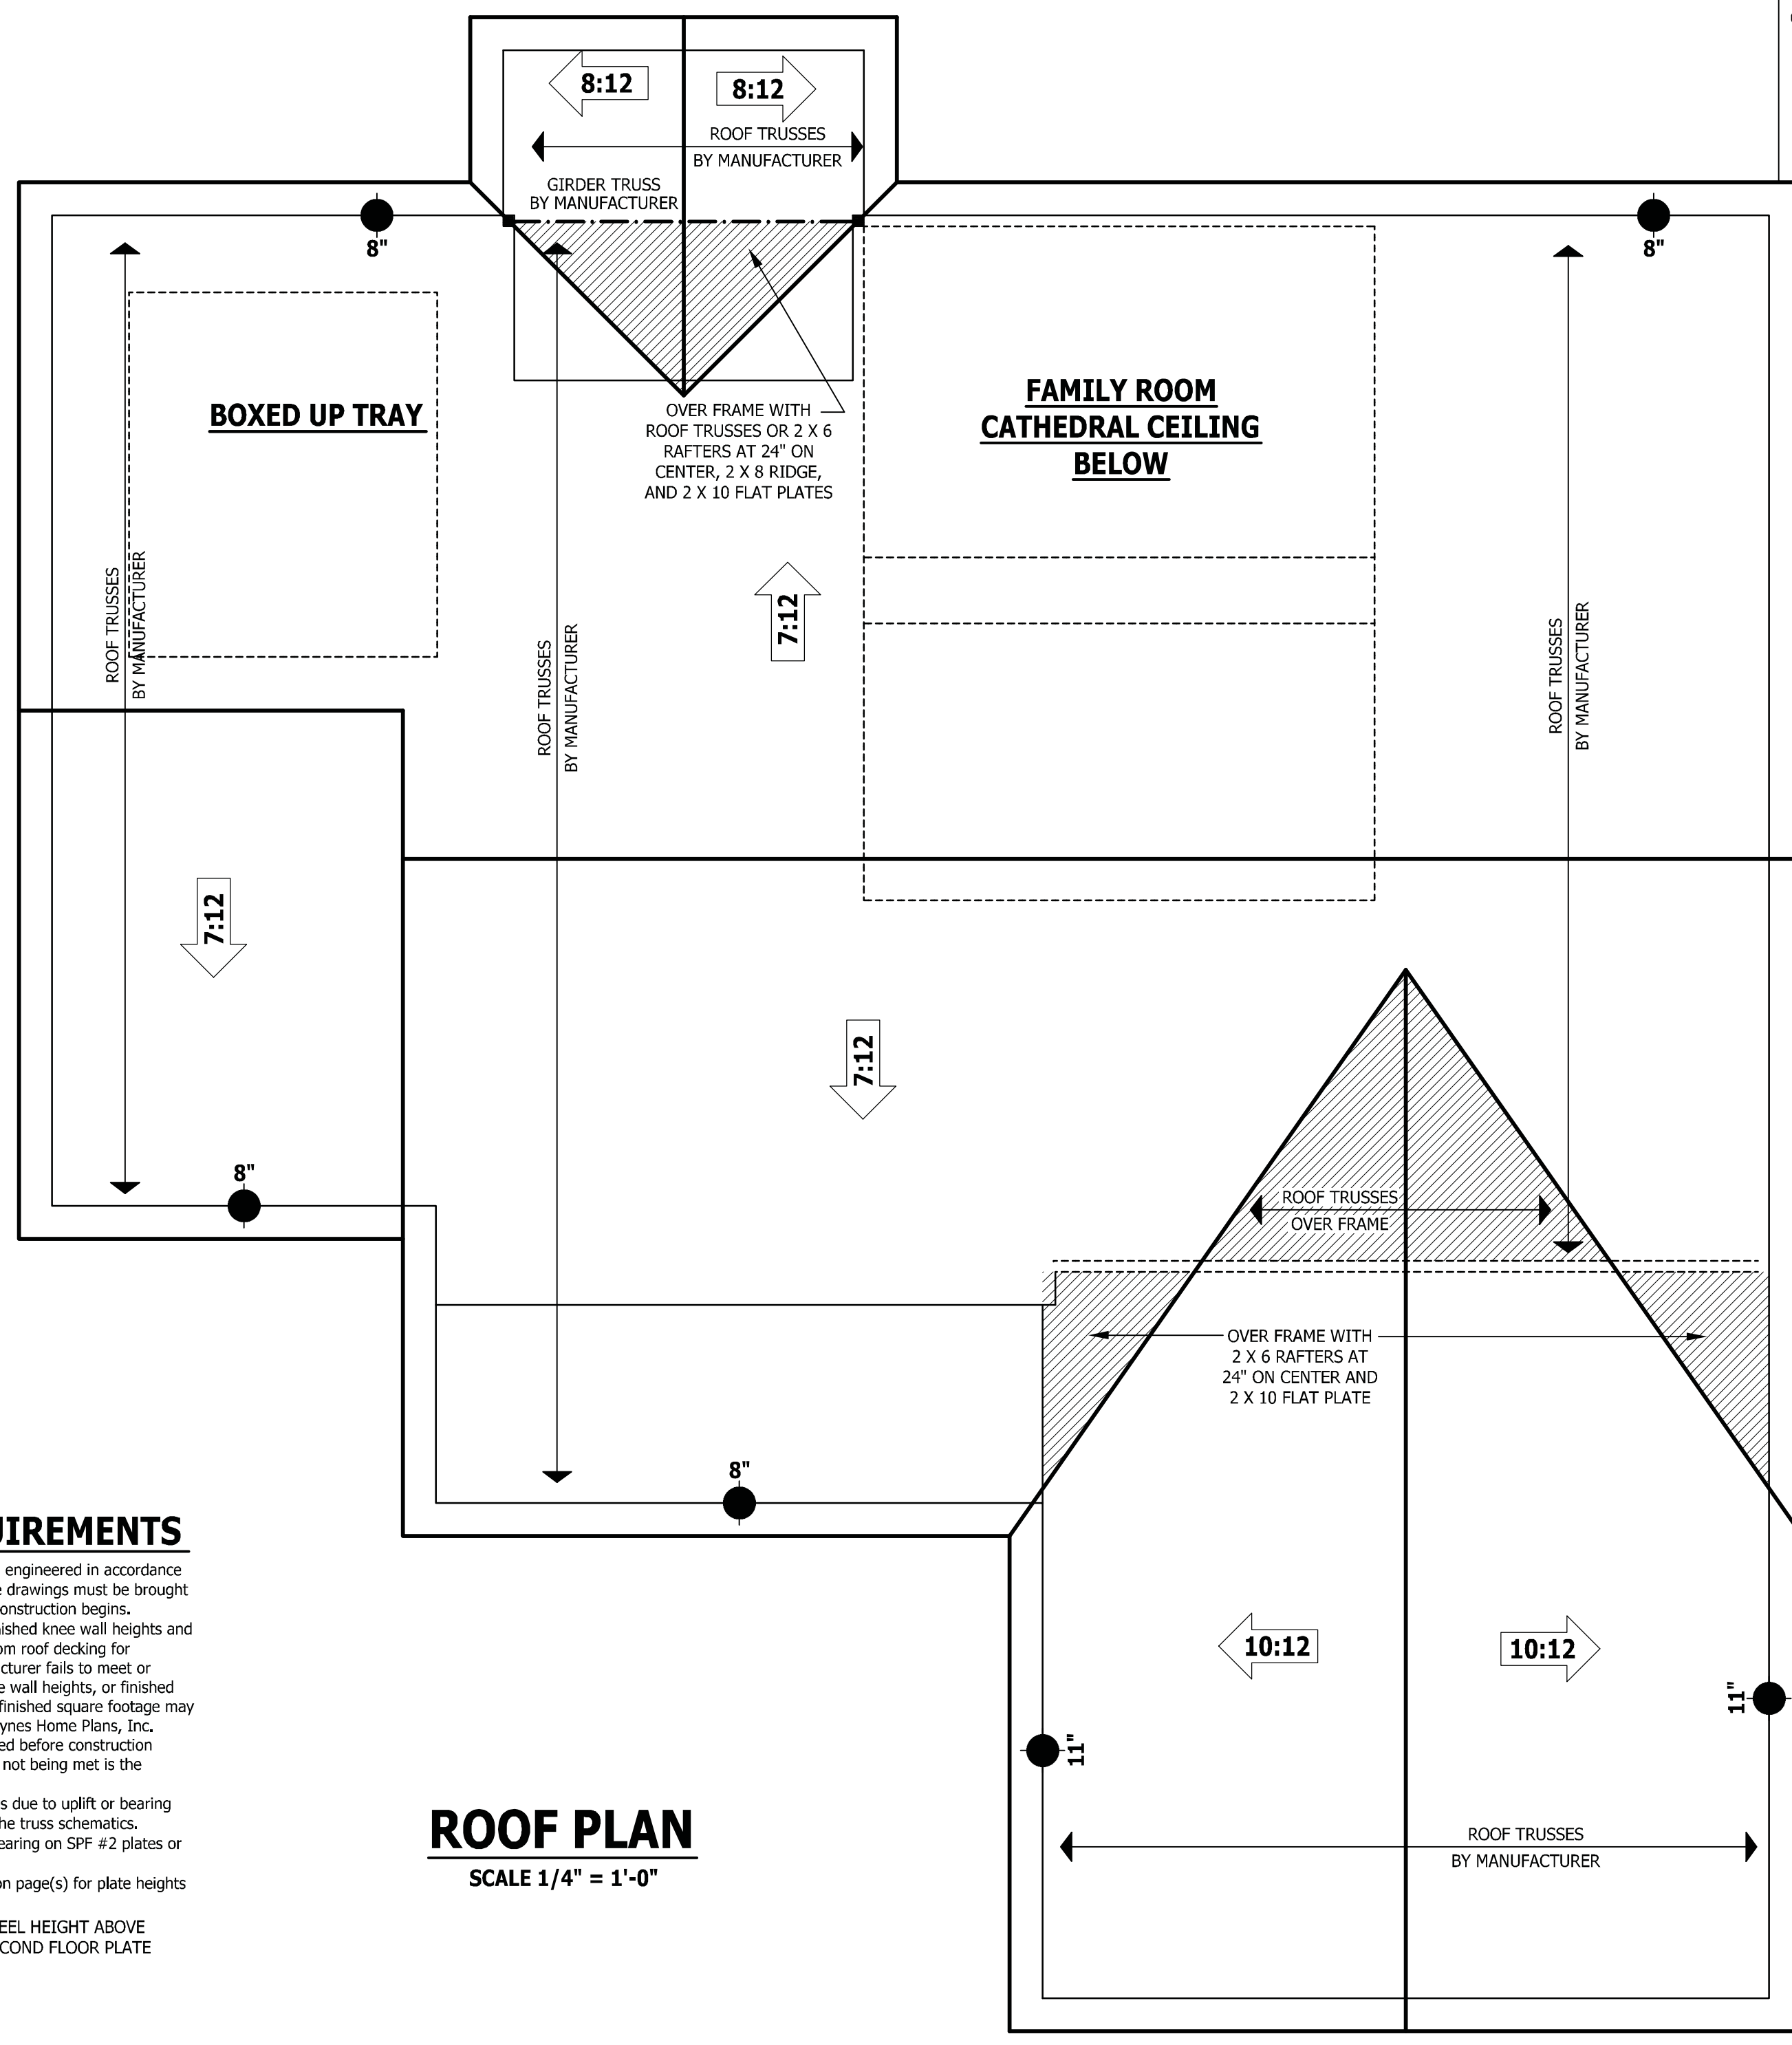 8:12
8:12
ROOF TRUSSES
BY MANUFACTURER
GIRDER TRUSS
BY MANUFACTURER
8"
8"
BOXED UP TRAY
OVER FRAME WITH
ROOF TRUSSES OR 2 X 6
RAFTERS AT 24" ON
CENTER, 2 X 8 RIDGE,
AND 2 X 10 FLAT PLATES
FAMILY ROOM
CATHEDRAL CEILING
BELOW
ROOF TRUSSES
BY MANUFACTURER
7:12
ROOF TRUSSES
BY MANUFACTURER
ROOF TRUSSES
BY MANUFACTURER
7:12
7:12
8"
ROOF TRUSSES
OVER FRAME
OVER FRAME WITH
2 X 6 RAFTERS AT
24" ON CENTER AND
2 X 10 FLAT PLATE
8"
10:12
10:12
11"
11"
ROOF TRUSSES
BY MANUFACTURER
UIREMENTS
engineered in accordance
e drawings must be brought
onstruction begins.
ished knee wall heights and
om roof decking for
cturer fails to meet or
e wall heights, or finished
finished square footage may
ynes Home Plans, Inc.
ed before construction
not being met is the
s due to uplift or bearing
he truss schematics.
earing on SPF #2 plates or
on page(s) for plate heights
EEL HEIGHT ABOVE
COND FLOOR PLATE
ROOF PLAN
SCALE 1/4" = 1'-0"